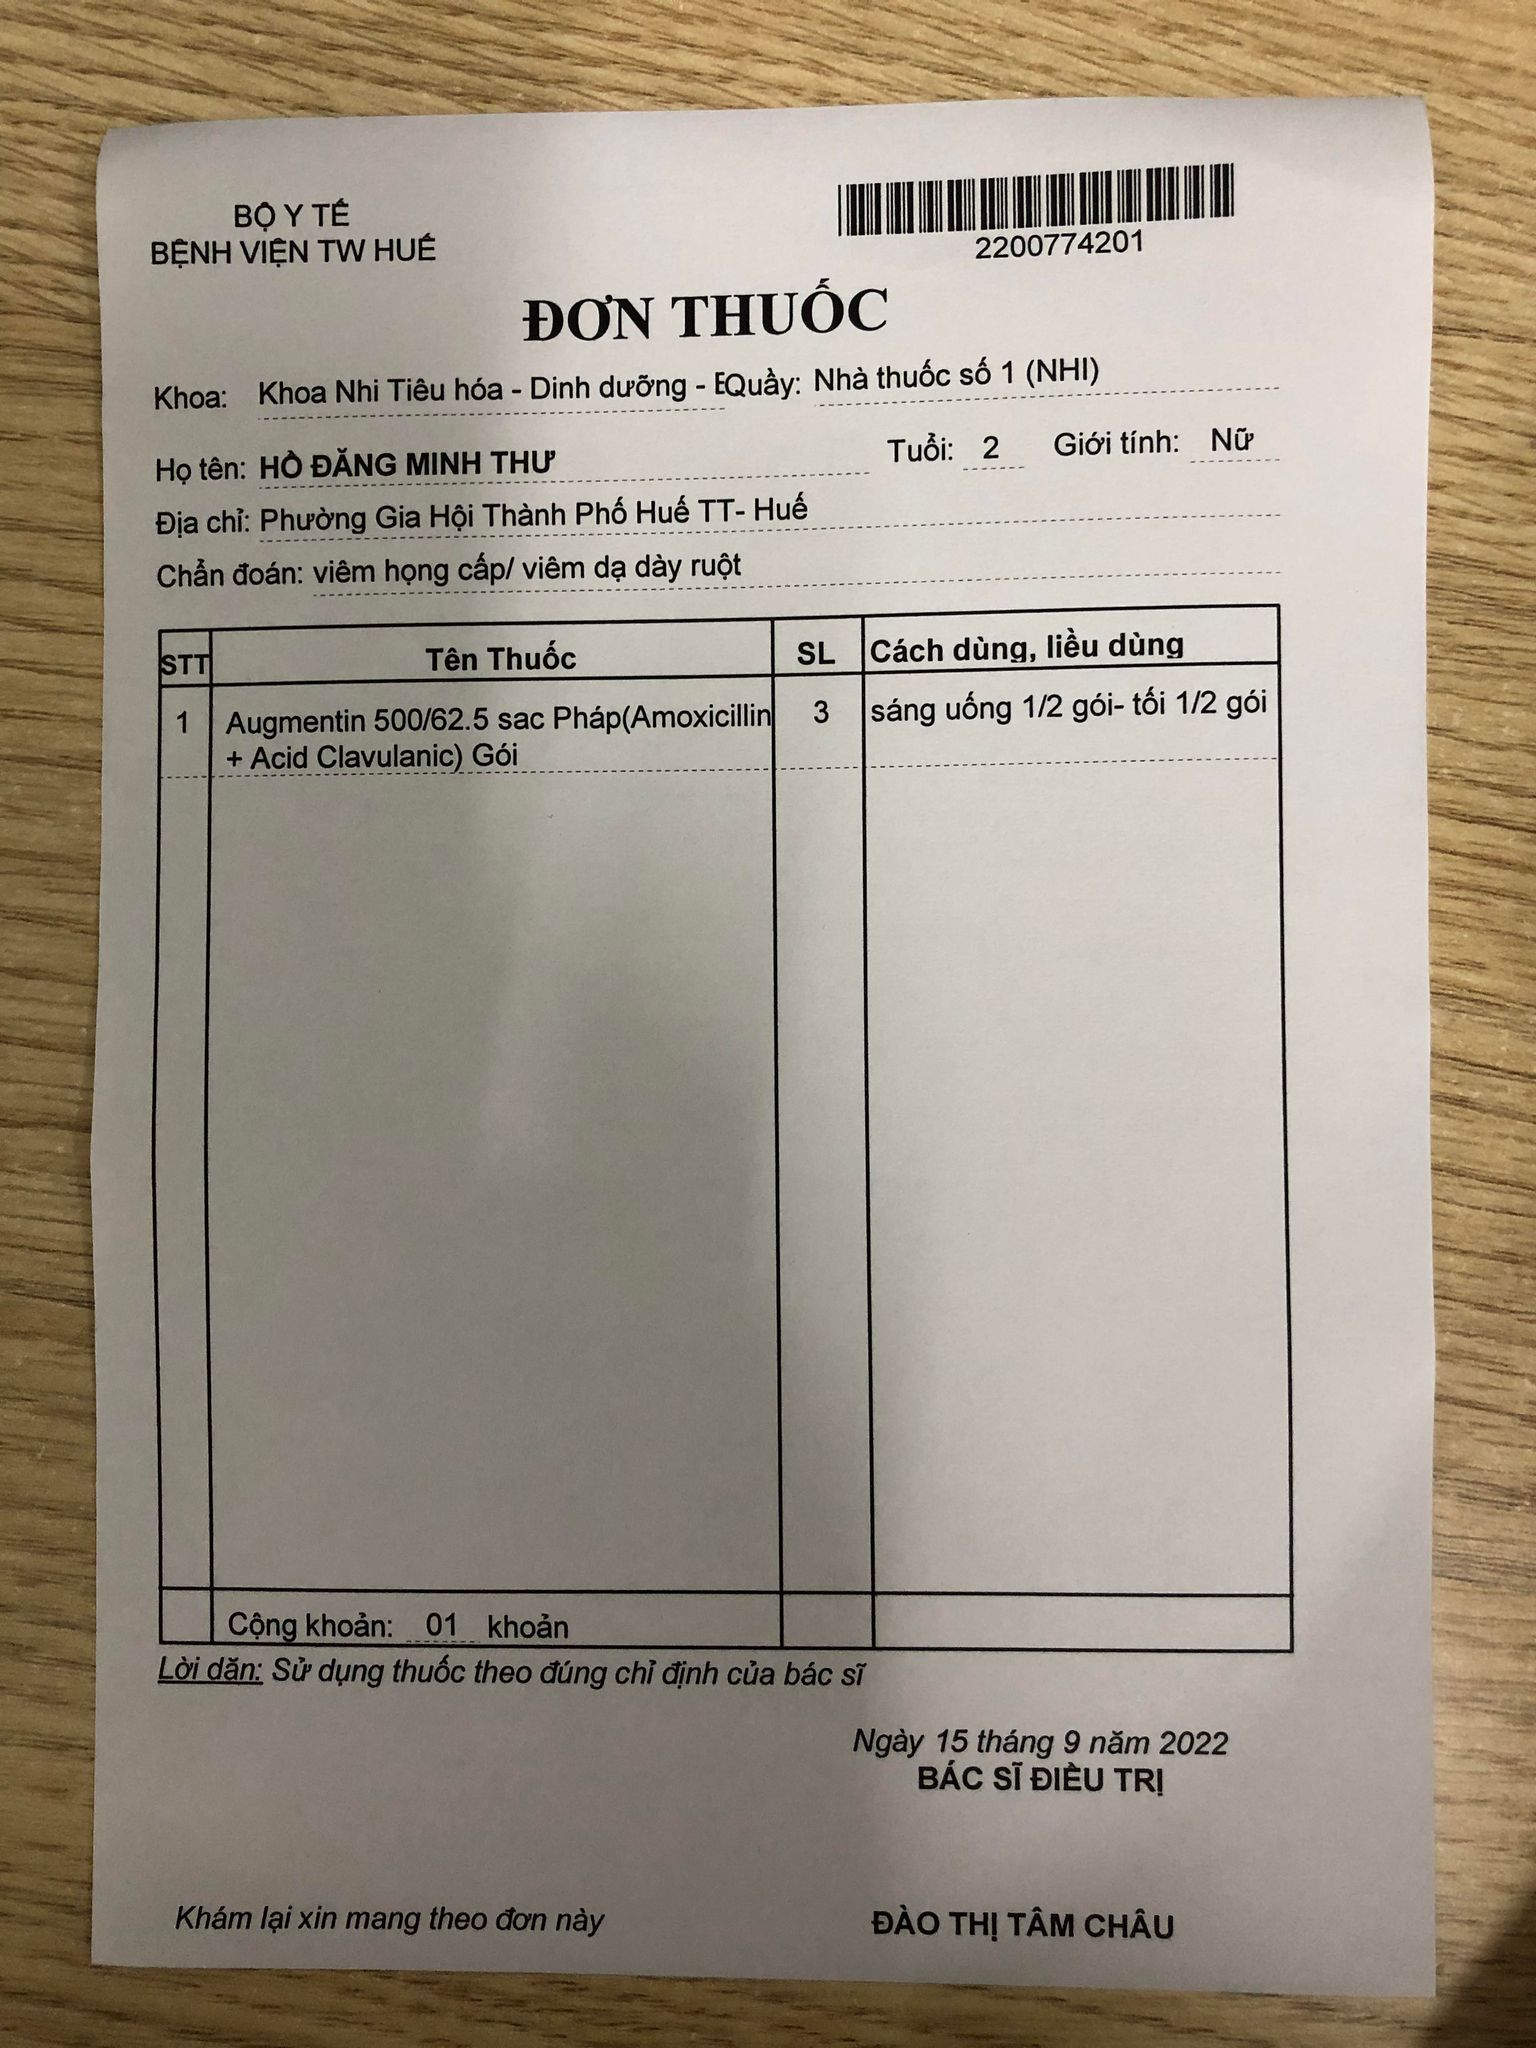 BỘ Y TẾ
BỆNH VIỆN TW HUẾ
2200774201
ĐƠN THUỐC
Khoa: Khoa Nhi Tiêu hóa - Dinh dưỡng - Quầy: Nhà thuốc số 1 (NHI)
Họ tên: HỒ ĐĂNG MINH THƯ Tuổi: 2 Giới tính: Nữ
Địa chỉ: Phường Gia Hội Thành Phố Huế TT- Huế
Chẩn đoán: viêm họng cấp/ viêm dạ dày ruột
STT Tên Thuốc SL Cách dùng, liều dùng
1 Augmentin 500/62.5 sac Pháp(Amoxicillin 3 sáng uống 1/2 gói- tối 1/2 gói
+ Acid Clavulanic) Gói
Cộng khoản: 01 khoản
Lời dặn: Sử dụng thuốc theo đúng chỉ định của bác sĩ
Ngày 15 tháng 9 năm 2022
BÁC SĨ ĐIỀU TRỊ
Khám lại xin mang theo đơn này ĐÀO THỊ TÂM CHÂU